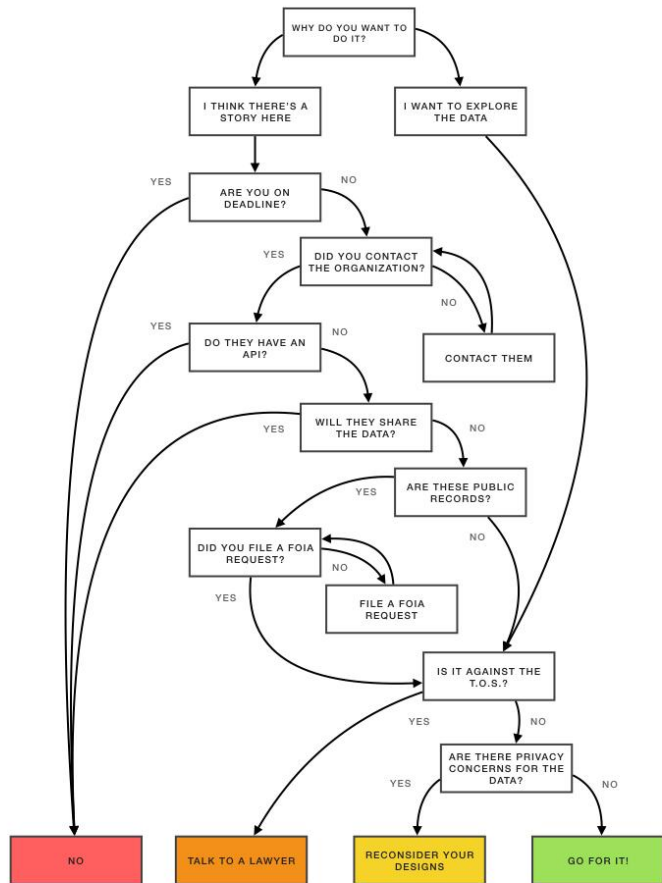 WHY DO YOU WANT TO
DO IT?
I THINK THERE'S A
STORY HERE
I WANT TO EXPLORE
THE DATA
YES
NO
ARE YOU ON
DEADLINE?
YES
DID YOU CONTACT
THE ORGANIZATION?
NO
YES
DO THEY HAVE AN
API?
NO
CONTACT THEM
YES
WILL THEY SHARE
THE DATA?
NO
YES
ARE THESE PUBLIC
RECORDS?
NO
DID YOU FILE A FOIA
REQUEST?
NO
YES
FILE A FOIA
REQUEST
IS IT AGAINST THE
T.O.S.?
YES
NO
ARE THERE PRIVACY
CONCERNS FOR THE
DATA?
YES
NO
NO
TALK TO A LAWYER
RECONSIDER YOUR
DESIGNS
GO FOR IT!